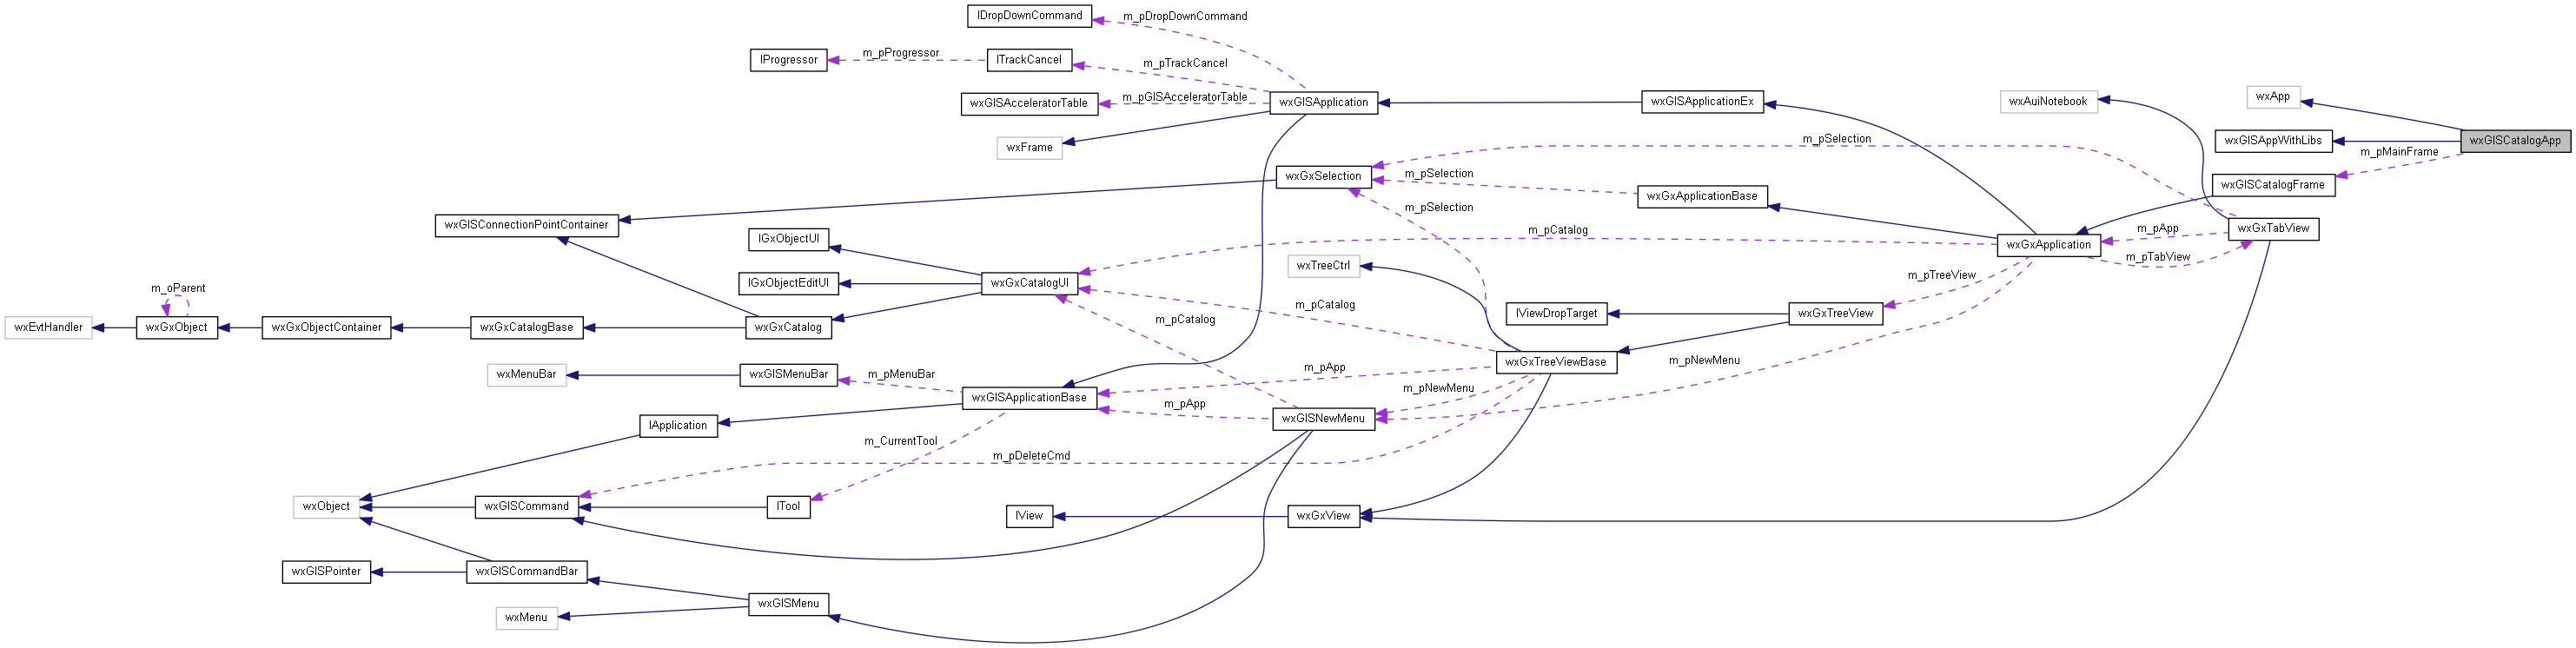 IDropDownCommand
m_pDropDownCommand
IProgressor
m_pProgressor
ITrackCancel
m_pTrackCancel
wxGISAcceleratorTable
m_pGISAcceleratorTable
wxGISApplication
wxGISApplicationEx
wxAuiNotebook
wxApp
wxFrame
m_pSelection
wxGISAppWithLibs
wxGISCatalogApp
m_pMainFrame
wxGxSelection
m_pSelection
wxGxApplicationBase
wxGISCatalogFrame
m_pSelection
wxGISConnectionPointContainer
IGxObjectUI
m_pCatalog
wxGxApplication
m_pApp
wxGxTabView
m_pTabView
wxTreeCtrl
IGxObjectEditUI
wxGxCatalogUI
m_pTreeView
m_oParent
m_pCatalog
m_pCatalog
IViewDropTarget
wxGxTreeView
wxEvtHandler
wxGxObject
wxGxObjectContainer
wxGxCatalogBase
wxGxCatalog
wxGxTreeViewBase
m_pNewMenu
wxMenuBar
wxGISMenuBar
m_pMenuBar
m_pApp
m_pNewMenu
wxGISApplicationBase
m_pApp
wxGISNewMenu
IApplication
m_CurrentTool
m_pDeleteCmd
wxObject
wxGISCommand
ITool
IView
wxGxView
wxGISPointer
wxGISCommandBar
wxGISMenu
wxMenu